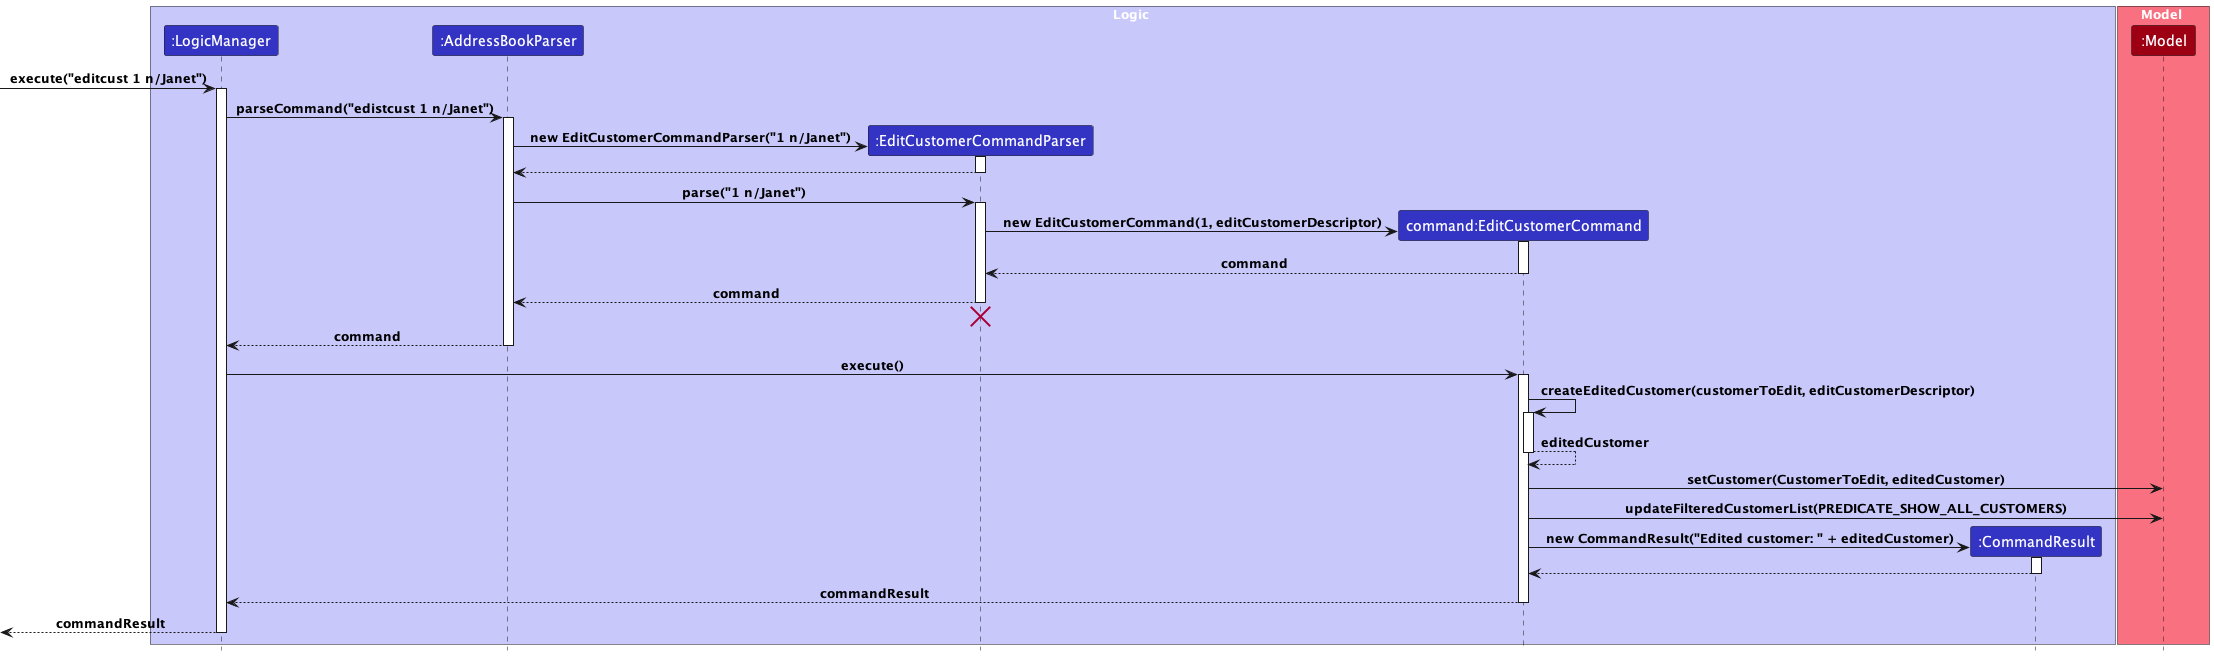 Logic
Model
:LogicManager
:AddressBookParser
:Model
execute("editcust 1 n/Janet")
parseCommand("edistcust 1 n/Janet")
new EditCustomerCommandParser("1 n/Janet")
:EditCustomerCommandParser
parse("1 n/Janet")
new EditCustomerCommand(1, editCustomerDescriptor)
command:EditCustomerCommand
command
command
command
execute()
createEditedCustomer(customerToEdit, editCustomerDescriptor)
editedCustomer
setCustomer(CustomerToEdit, editedCustomer)
updateFilteredCustomerList(PREDICATE_SHOW_ALL_CUSTOMERS)
new CommandResult("Edited customer: " + editedCustomer)
:CommandResult
commandResult
commandResult